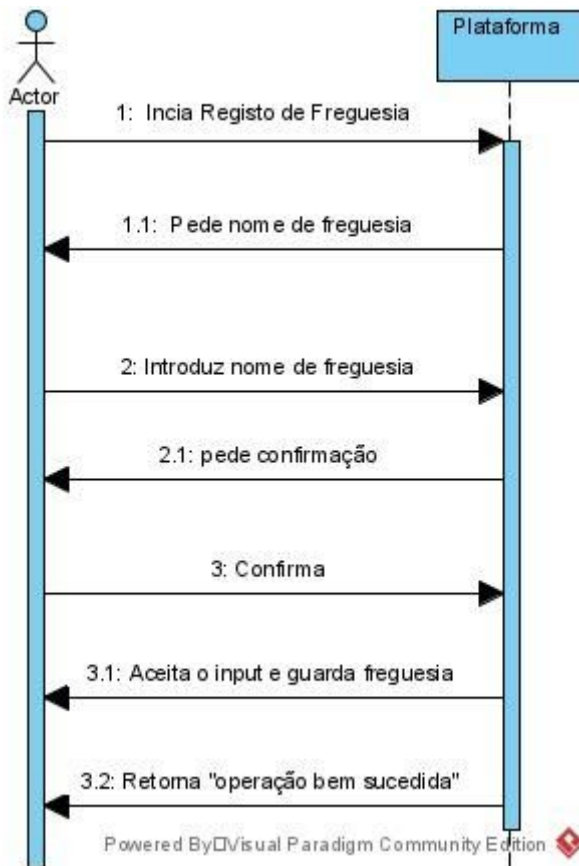 Plataforma
Actor
1: Incia Registo de Freguesia
1.1: Pede nome de freguesia
2: Introduz nome de freguesia
2.1: pede confirmação
3: Confirma
3.1: Aceita o input e guarda freguesia
3.2: Retorna "operação bem sucedida"
Powered By□Visual Paradigm Community Edition